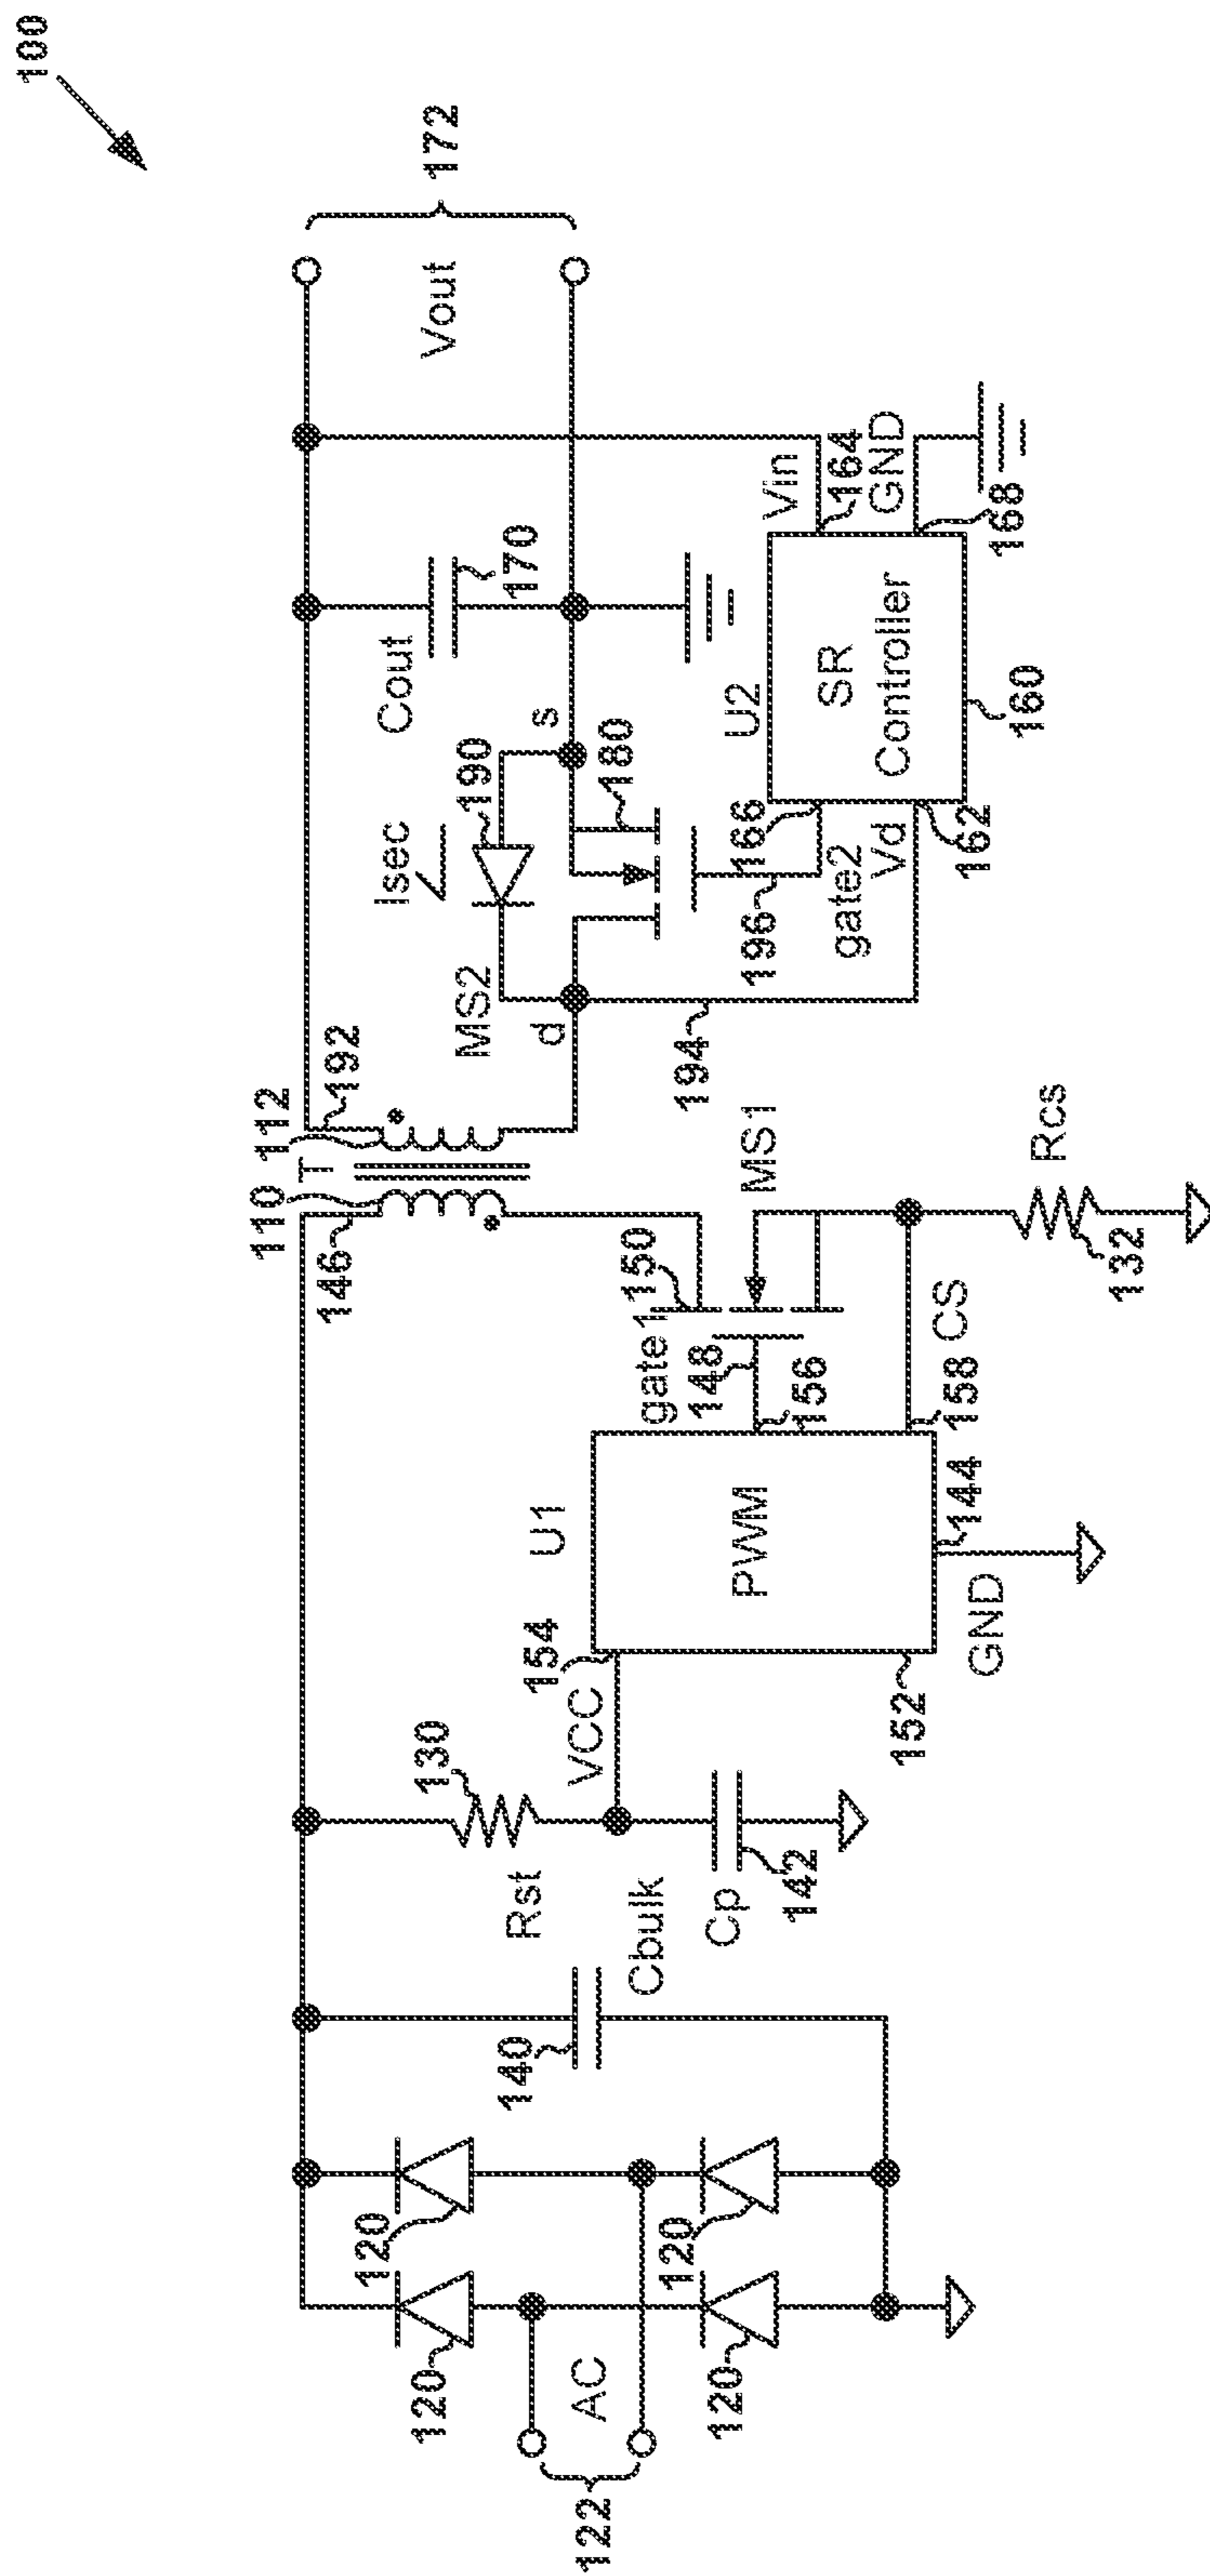 100
122
AC
120
120
120
120
140
Cbulk
Rst
130
Cp
142
VCC
154
U1
PWM
152
GND
144
gate1
148
156
158
CS
150
MS1
Rcs
132
146
110
T
112
192
d
MS2
Isec
190
s
180
194
196
gate2
166
Vd
162
U2
SR
Controller
160
Vin
164
GND
168
Cout
170
Vout
172